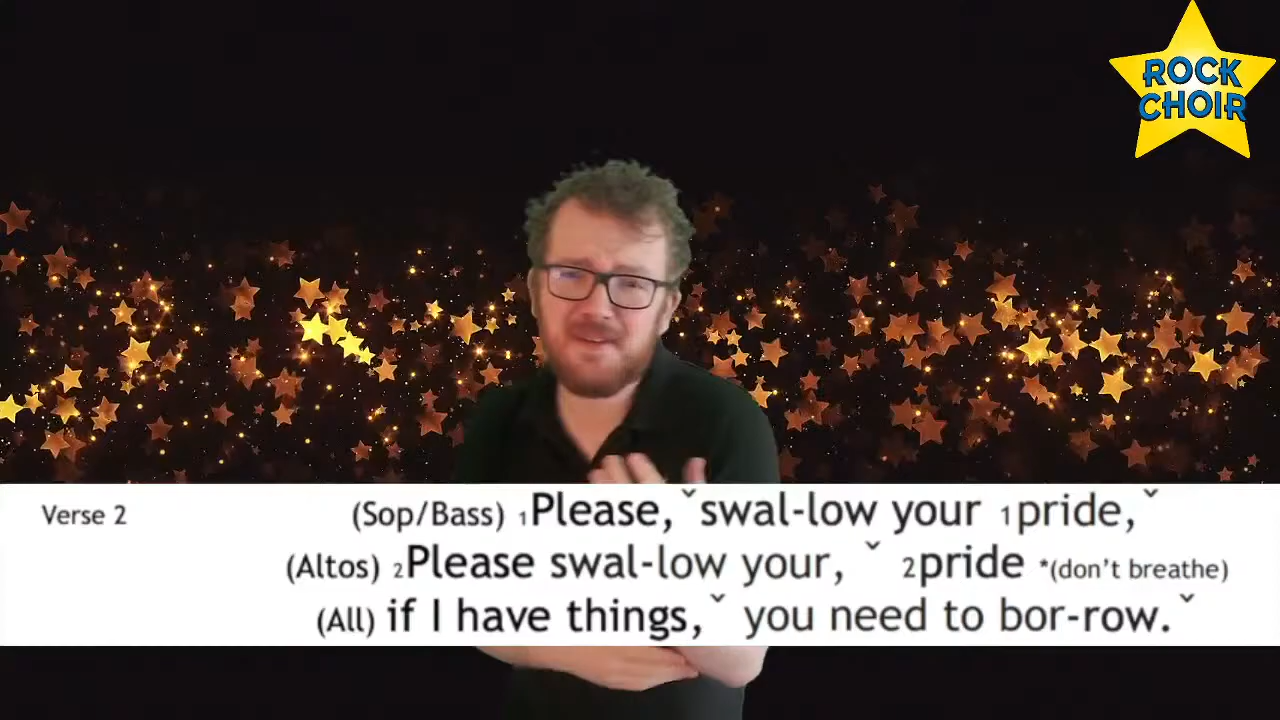 ROCK
CHOIR
Verse 2 (Sop/Bass) 1Please,ˇswal-low your 1pride,ˇ
(Altos) 2Please swal-low your, ˇ 2pride *(don't breathe)
(All) if I have things,ˇ you need to bor-row.ˇ